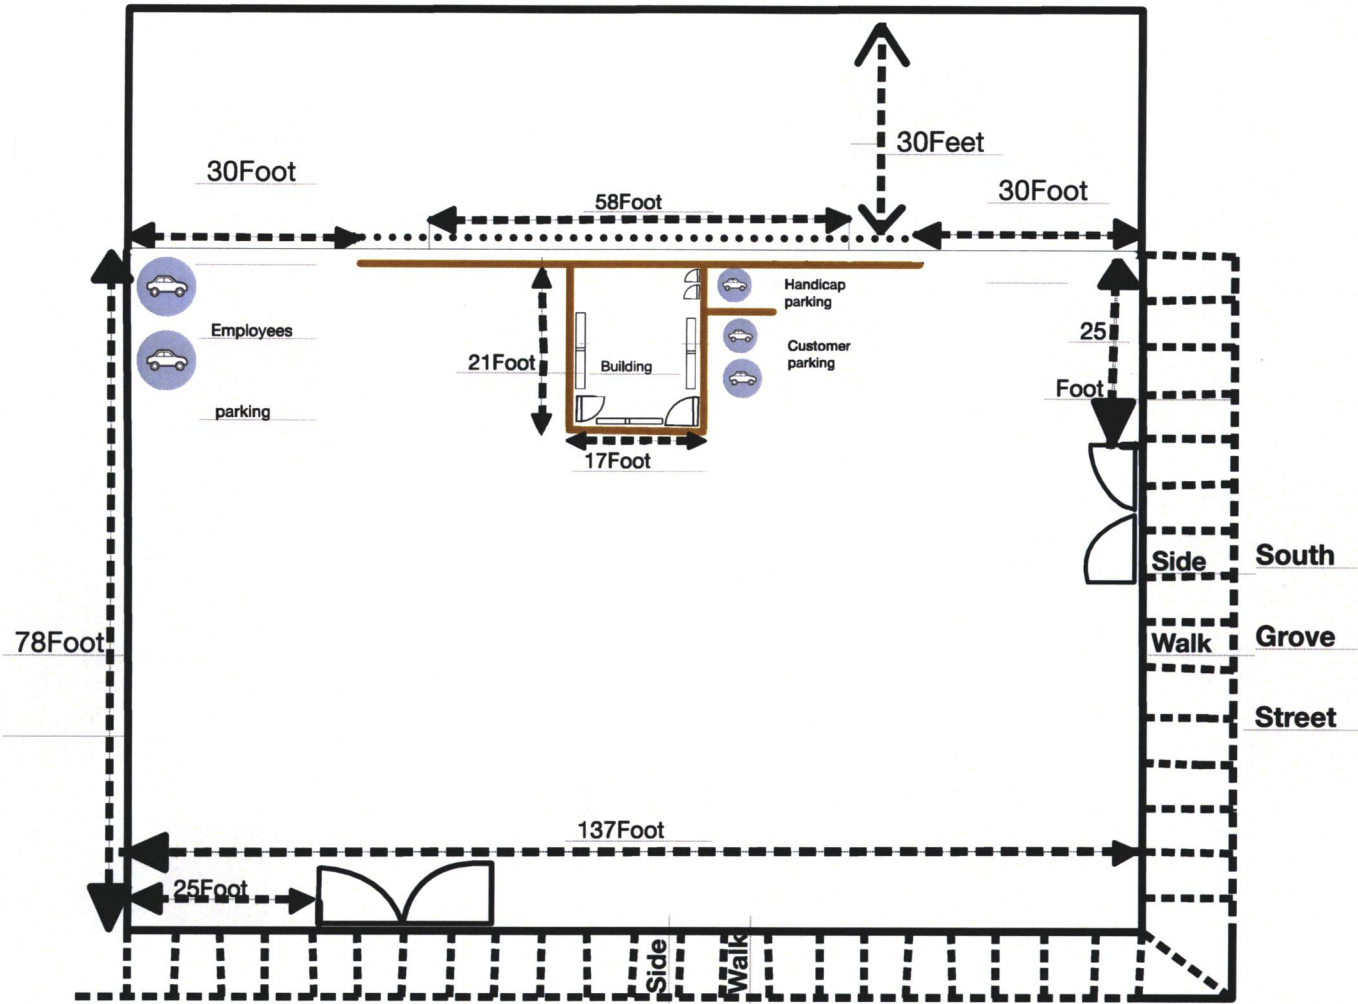 30Feet
30Foot
30Foot
58Foot
Handicap
parking
Employees
25
Customer
parking
21Foot
Building
Foot
parking
17Foot
Side
South
78Foot
Walk
Grove
Street
137Foot
25Foot
Side
Walk